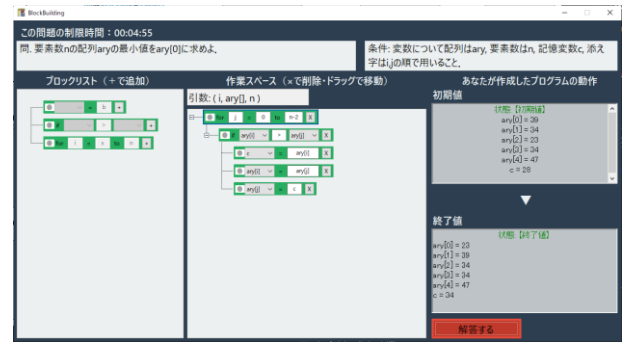 BlockBuilding
この問題の制限時間：00:04:55
問. 要素数nの配列aryの最小値をary[0]に求めよ.
条件: 変数について配列はary, 要素数はn, 記憶変数c, 添え
字はi,jの順で用いること.
ブロックリスト（＋で追加）
作業スペース（×で削除・ドラッグで移動）
あなたが作成したプログラムの動作
初期値
引数: ( i, ary[], n )
= b +
if > +
for i = s to e +
for j = 0 to n-2 X
if ary[i] > ary[j] X
c = ary[i] X
ary[i] = ary[j] X
ary[j] = c X
状態【初期値】
ary[0] = 39
ary[1] = 34
ary[2] = 23
ary[3] = 34
ary[4] = 47
c = 28
▼
終了値
状態【終了値】
ary[0] = 23
ary[1] = 39
ary[2] = 34
ary[3] = 34
ary[4] = 47
c = 34
解答する